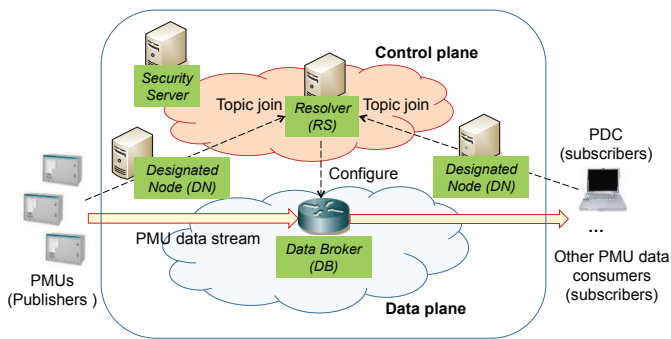 Control plane
Security
Server
Topic join
Resolver
(RS)
Topic join
Designated
Node (DN)
Configure
Designated
Node (DN)
PDC
(subscribers)
...
PMU data stream
Data Broker
(DB)
PMUs
(Publishers )
Other PMU data
consumers
(subscribers)
Data plane